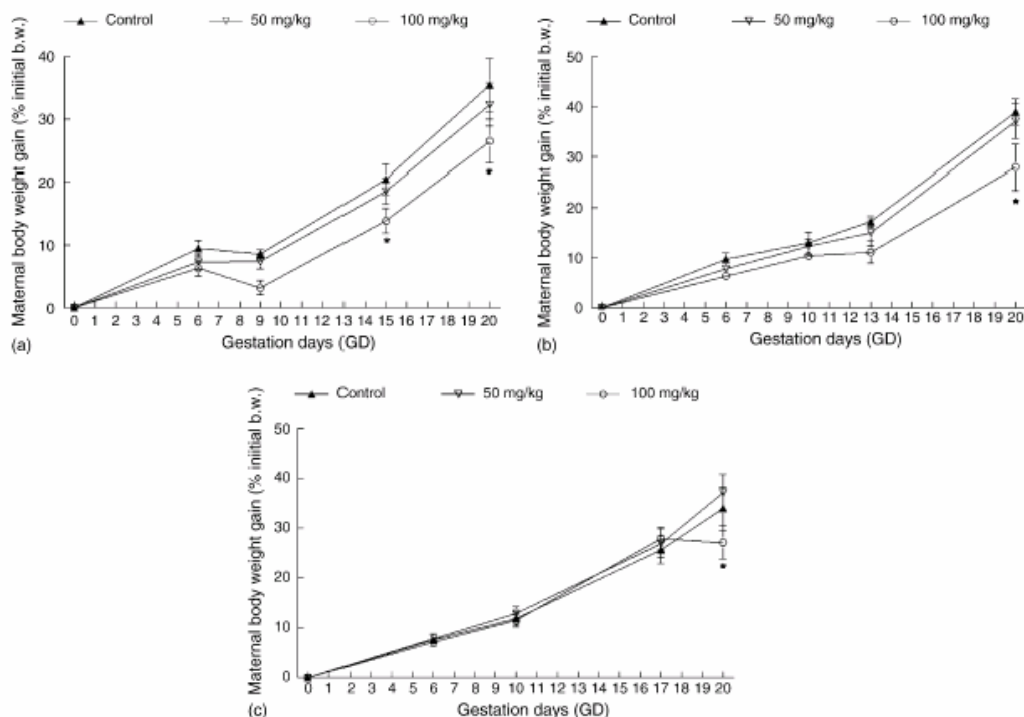 Control 50 mg/kg 100 mg/kg
Maternal body weight gain (% iniitial b.w.)
40
30
20
10
0
*
*
0 1 2 3 4 5 6 7 8 9 10 11 12 13 14 15 16 17 18 19 20
(a)
Gestation days (GD)
Control 50 mg/kg 100 mg/kg
Maternal body weight gain (% iniitial b.w.)
50
40
30
20
10
0
*
0 1 2 3 4 5 6 7 8 9 10 11 12 13 14 15 16 17 18 19 20
(b)
Gestation days (GD)
Control 50 mg/kg 100 mg/kg
Maternal body weight gain (% iniitial b.w.)
50
40
30
20
10
0
*
0 1 2 3 4 5 6 7 8 9 10 11 12 13 14 15 16 17 18 19 20
(c)
Gestation days (GD)